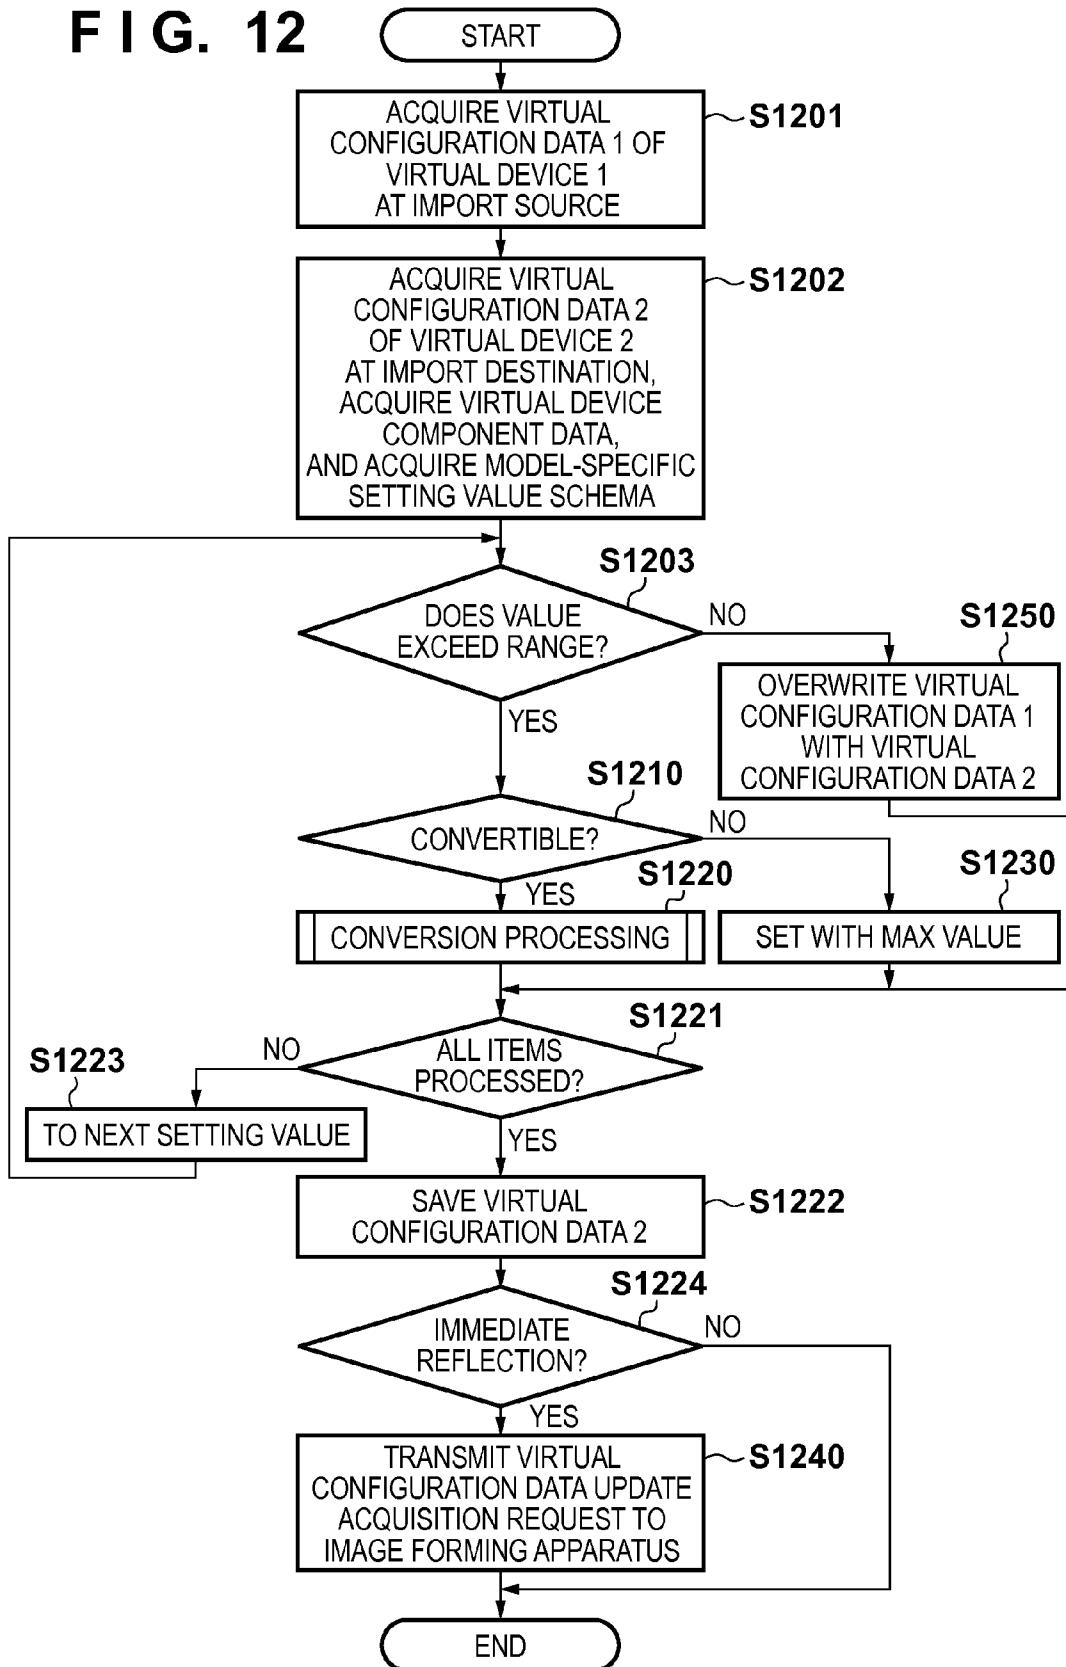 FIG. 12
START
ACQUIRE VIRTUAL
CONFIGURATION DATA 1 OF
VIRTUAL DEVICE 1
AT IMPORT SOURCE
S1201
ACQUIRE VIRTUAL
CONFIGURATION DATA 2
OF VIRTUAL DEVICE 2
AT IMPORT DESTINATION,
ACQUIRE VIRTUAL DEVICE
COMPONENT DATA,
AND ACQUIRE MODEL-SPECIFIC
SETTING VALUE SCHEMA
S1202
S1203
DOES VALUE
EXCEED RANGE?
NO
YES
S1250
OVERWRITE VIRTUAL
CONFIGURATION DATA 1
WITH VIRTUAL
CONFIGURATION DATA 2
S1210
CONVERTIBLE?
NO
YES
S1220
CONVERSION PROCESSING
S1230
SET WITH MAX VALUE
S1221
ALL ITEMS
PROCESSED?
NO
YES
S1223
TO NEXT SETTING VALUE
SAVE VIRTUAL
CONFIGURATION DATA 2
S1222
S1224
IMMEDIATE
REFLECTION?
NO
YES
TRANSMIT VIRTUAL
CONFIGURATION DATA UPDATE
ACQUISITION REQUEST TO
IMAGE FORMING APPARATUS
S1240
END